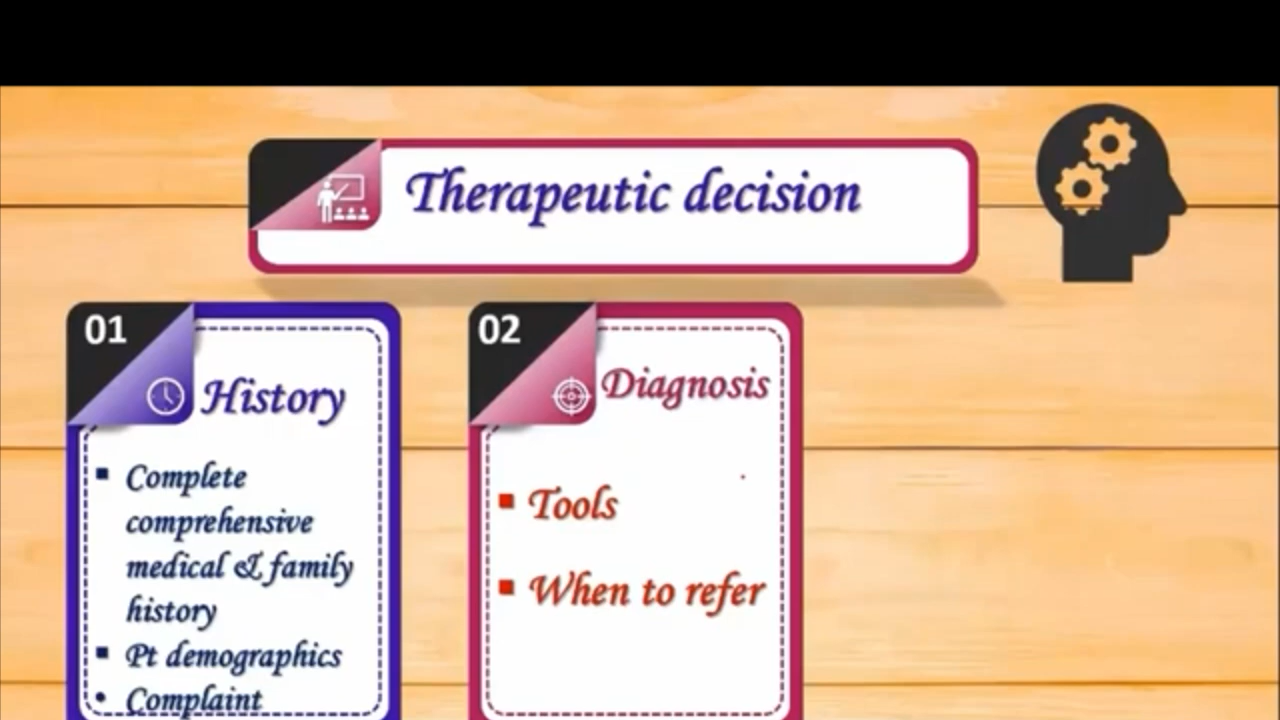 Therapeutic decision
01
History
▪ Complete
comprehensive
medical & family
history
▪ Pt demographics
• Complaint
02
Diagnosis
▪ Tools
▪ When to refer